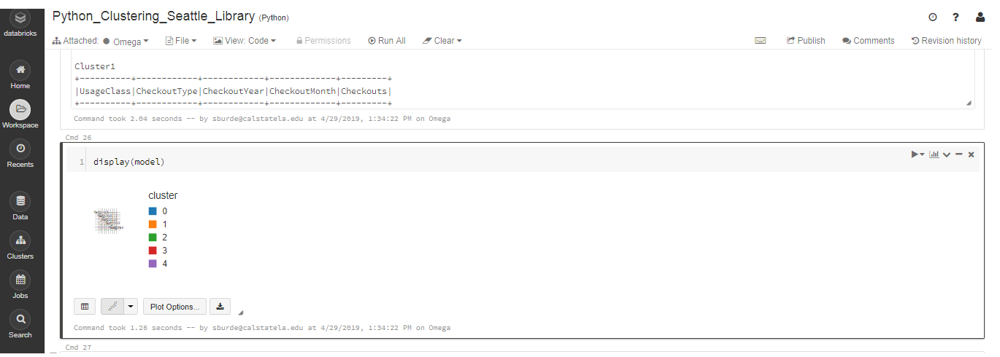 Python_Clustering_Seattle_Library (Python)
databricks
Attached: Omega File View: Code Permissions Run All Clear Publish Comments Revision history
Home
Workspace
Recents
Data
Clusters
Jobs
Search
Cluster1
+----------+------------+------------+-------------+---------+
|UsageClass|CheckoutType|CheckoutYear|CheckoutMonth|Checkouts|
+----------+------------+------------+-------------+---------+
Command took 2.04 seconds -- by sburde@calstatela.edu at 4/29/2019, 1:34:22 PM on Omega
Cmd 26
1 display(model)
cluster
0
1
2
3
4
Plot Options...
Command took 1.26 seconds -- by sburde@calstatela.edu at 4/29/2019, 1:34:22 PM on Omega
Cmd 27